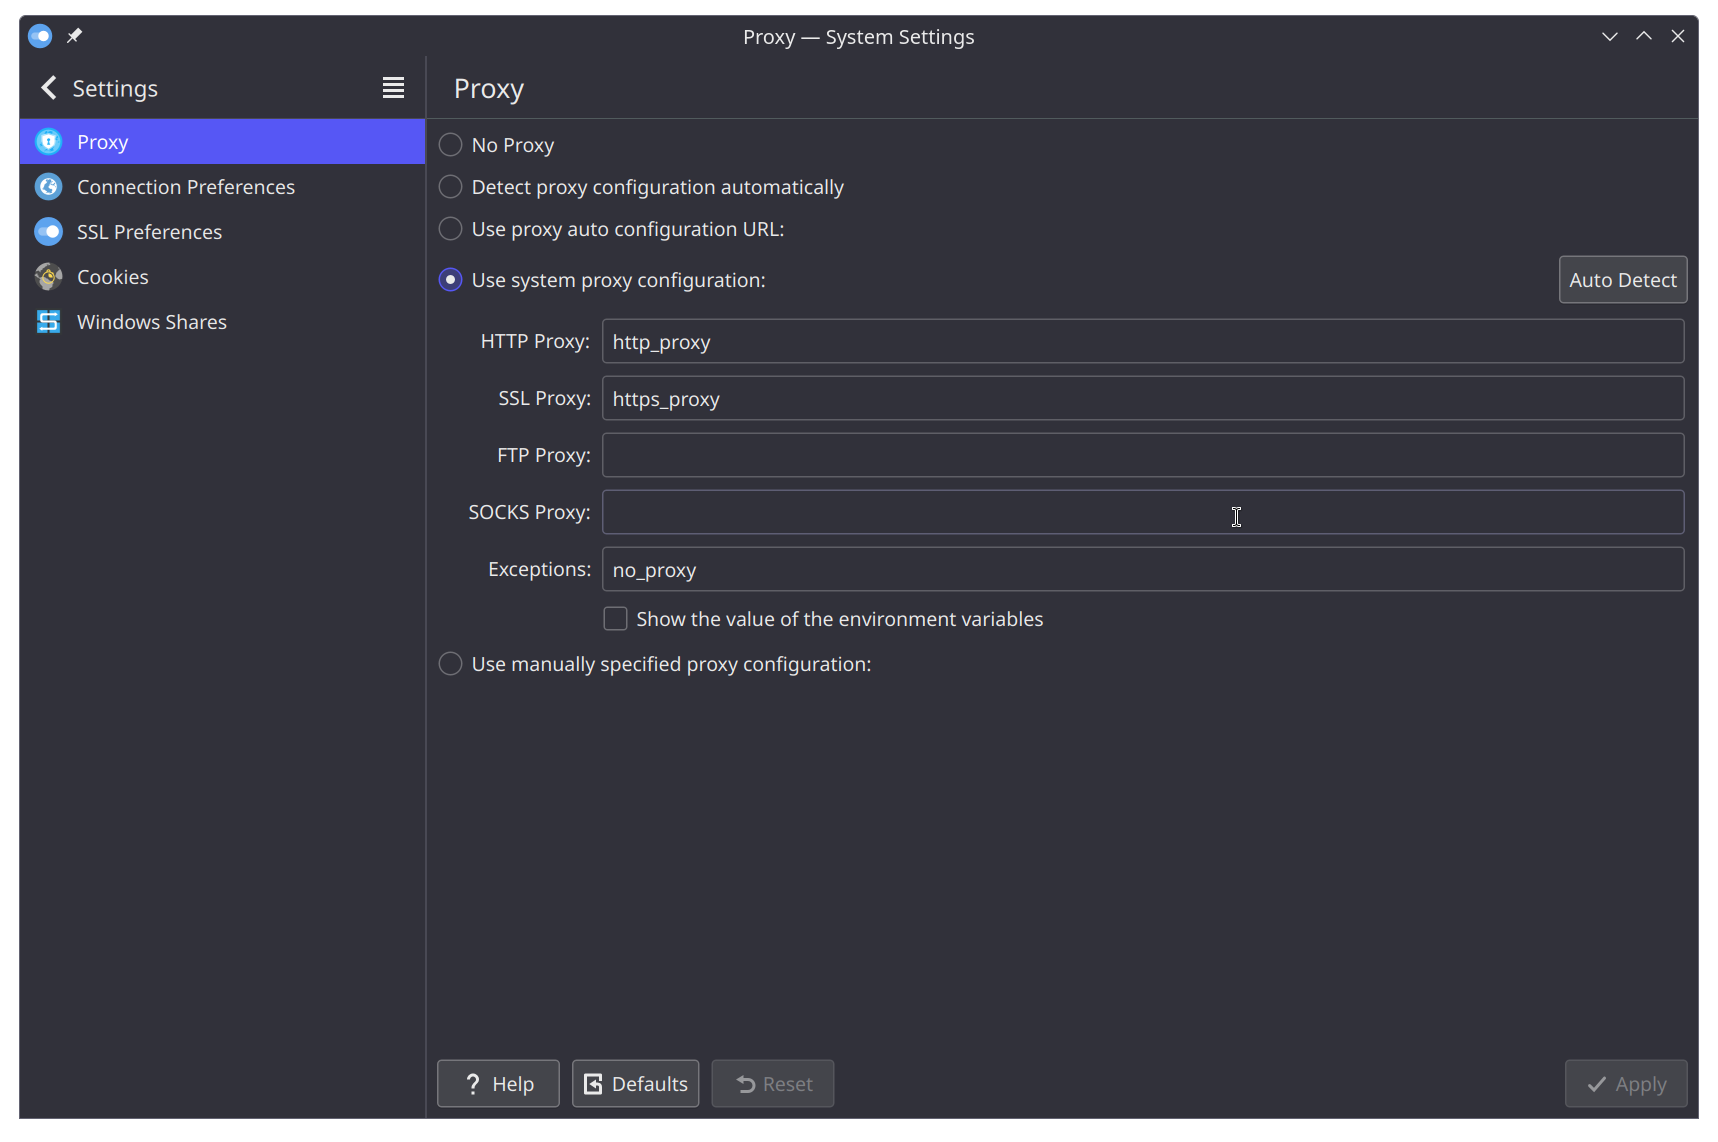 Proxy — System Settings
Settings
Proxy
Connection Preferences
SSL Preferences
Cookies
Windows Shares
Proxy
No Proxy
Detect proxy configuration automatically
Use proxy auto configuration URL:
Use system proxy configuration:
Auto Detect
HTTP Proxy: http_proxy
SSL Proxy: https_proxy
FTP Proxy:
SOCKS Proxy:
Exceptions: no_proxy
Show the value of the environment variables
Use manually specified proxy configuration:
? Help
Defaults
Reset
Apply